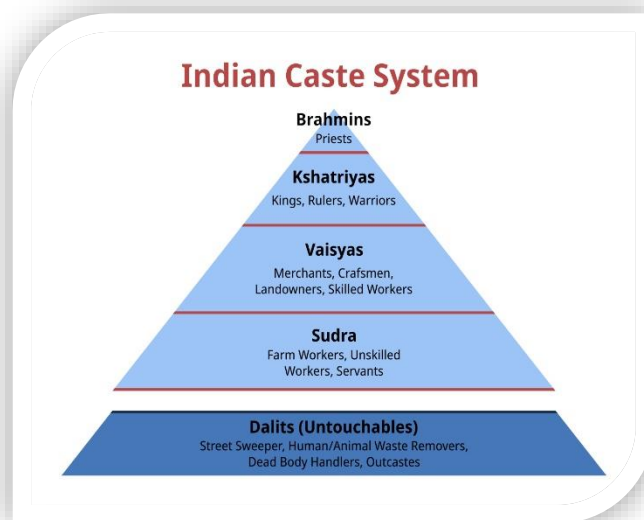 Indian Caste System
Brahmins
Priests
Kshatriyas
Kings, Rulers, Warriors
Vaisyas
Merchants, Crafsmen,
Landowners, Skilled Workers
Sudra
Farm Workers, Unskilled
Workers, Servants
Dalits (Untouchables)
Street Sweeper, Human/Animal Waste Removers,
Dead Body Handlers, Outcastes